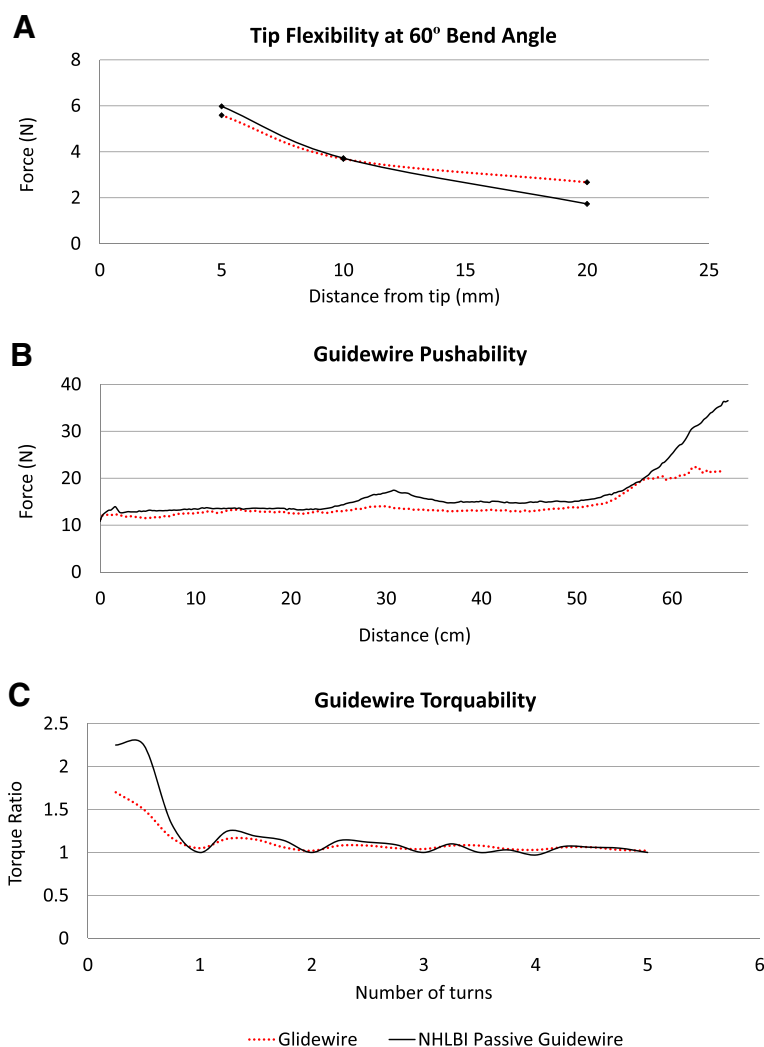 A
Tip Flexibility at 60° Bend Angle
8
6
4
2
0
Force (N)
0 5 10 15 20 25
Distance from tip (mm)
B
Guidewire Pushability
40
30
20
10
0
Force (N)
0 10 20 30 40 50 60
Distance (cm)
C
Guidewire Torquability
2.5
2
1.5
1
0.5
0
Torque Ratio
0 1 2 3 4 5 6
Number of turns
Glidewire NHLBI Passive Guidewire